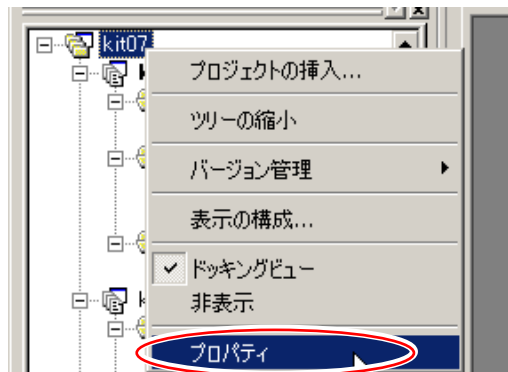 kit07
プロジェクトの挿入...
ツリーの縮小
バージョン管理
表示の構成...
ドッキングビュー
非表示
プロパティ